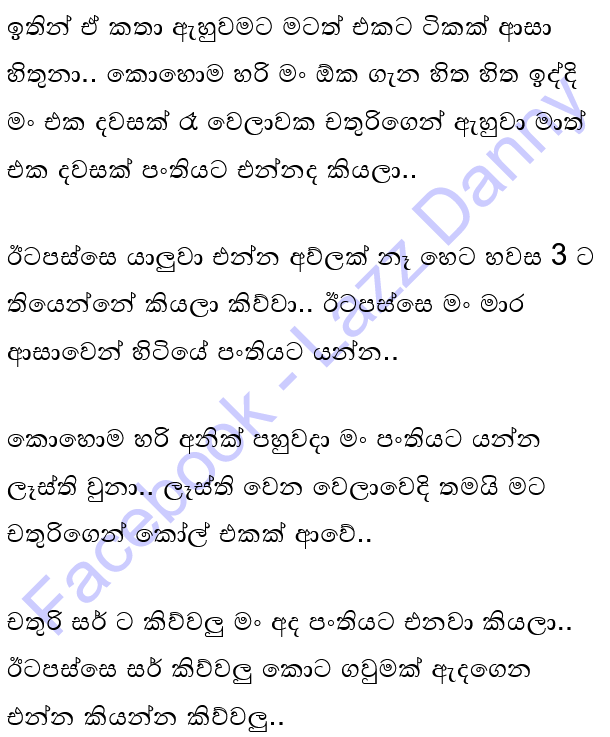 ඉතින් ඒ කතා ඇහුවමට මටත් එකට ටිකක් ආසා
හිතුනා.. කොහොම හරි මං ඕක ගැන හිත හිත ඉද්දි
මං එක දවසක් රෑ වෙලාවක චතුරිගෙන් ඇහුවා මාත්
එක දවසක් පංතියට එන්නද කියලා..
ඊටපස්සෙ යාලුවා එන්න අව්ලක් නෑ හෙට හවස 3 ට
තියෙන්නේ කියලා කිව්වා.. ඊටපස්සෙ මං මාර
ආසාවෙන් හිටියේ පංතියට යන්න..
කොහොම හරි අනික් පහුවදා මං පංතියට යන්න
ලෑස්ති වුනා.. ලෑස්ති වෙන වෙලාවෙදි තමයි මට
චතුරිගෙන් කෝල් එකක් ආවේ..
චතුරි සර් ට කිව්වලු මං අද පංතියට එනවා කියලා..
ඊටපස්සෙ සර් කිව්වලු කොට ගවුමක් ඇදගෙන
එන්න කියන්න කිව්වලු..
Facebook - Lazz Danny